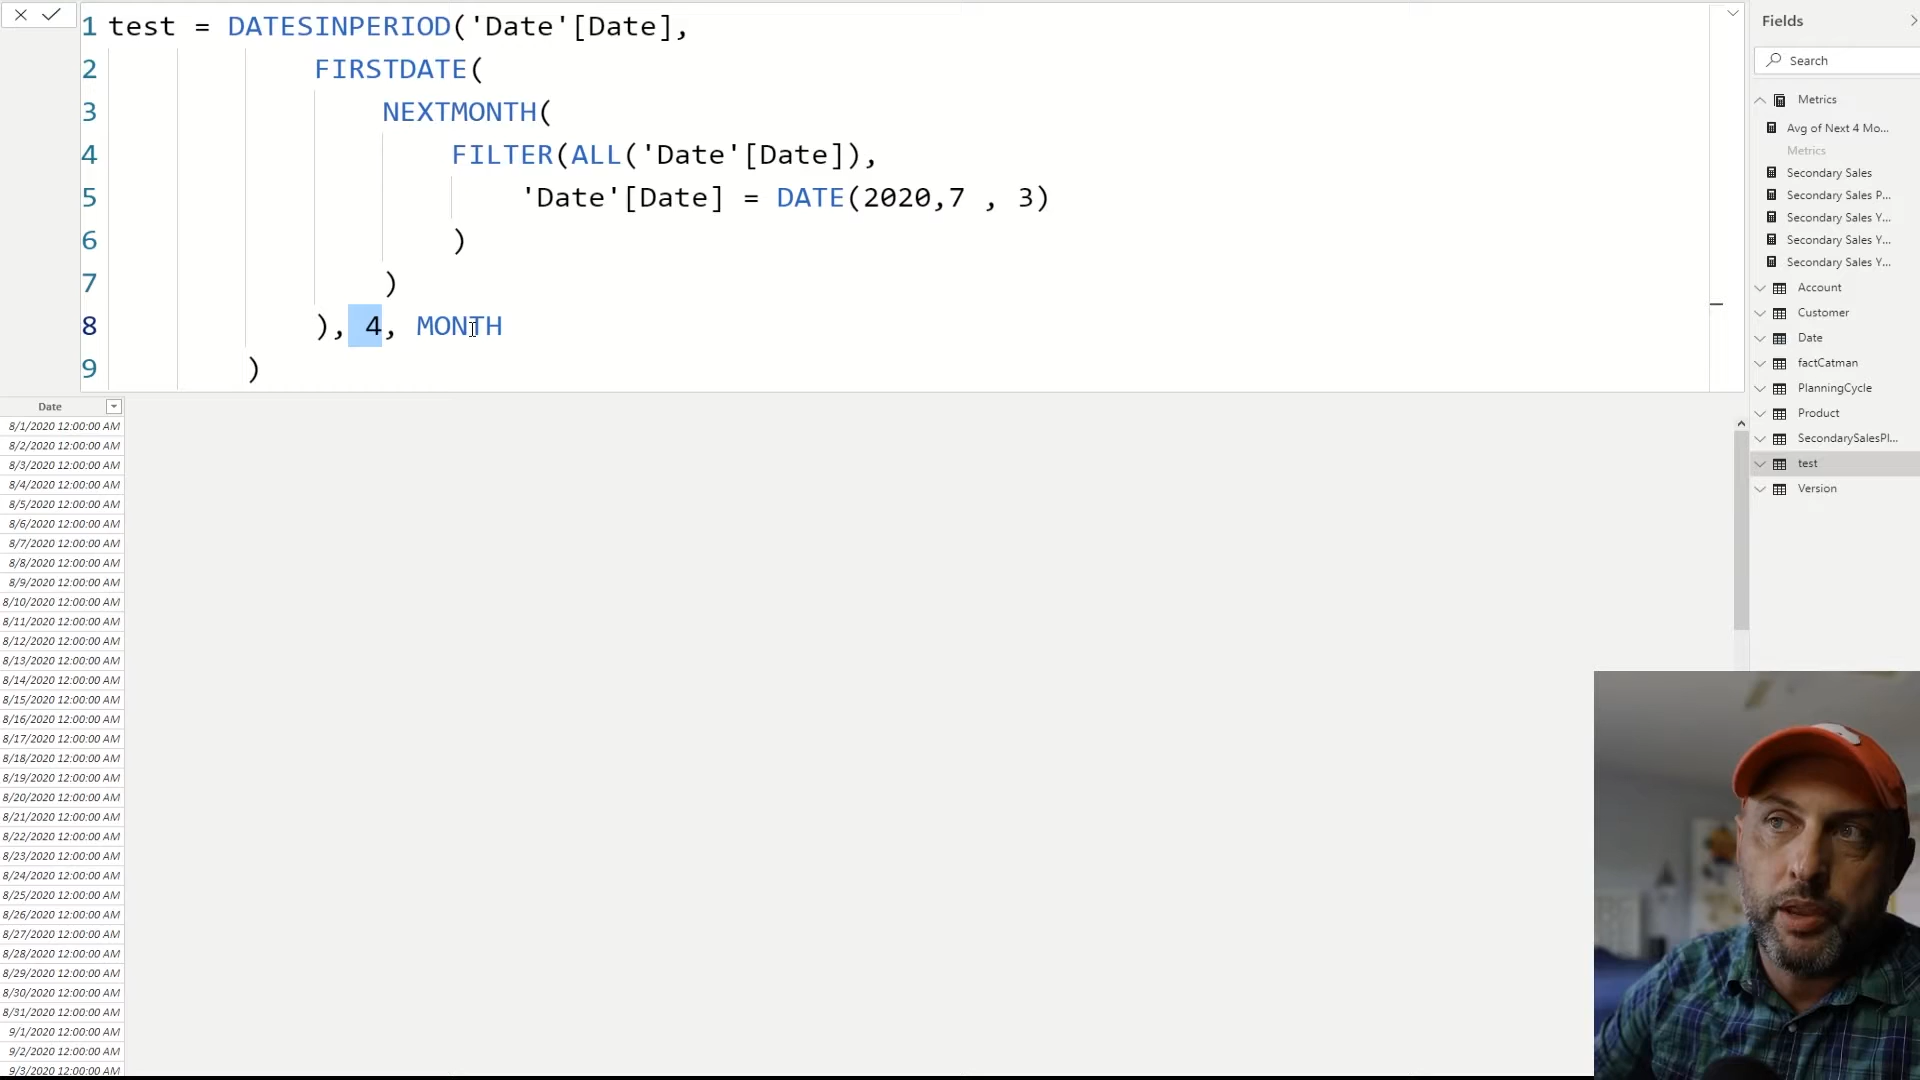 1 test = DATESINPERIOD('Date'[Date],
2 FIRSTDATE(
3 NEXTMONTH(
4 FILTER(ALL('Date'[Date]),
5 'Date'[Date] = DATE(2020,7 , 3)
6 )
7 )
8 ), 4, MONTH
9 )
Date
8/1/2020 12:00:00 AM
8/2/2020 12:00:00 AM
8/3/2020 12:00:00 AM
8/4/2020 12:00:00 AM
8/5/2020 12:00:00 AM
8/6/2020 12:00:00 AM
8/7/2020 12:00:00 AM
8/8/2020 12:00:00 AM
8/9/2020 12:00:00 AM
8/10/2020 12:00:00 AM
8/11/2020 12:00:00 AM
8/12/2020 12:00:00 AM
8/13/2020 12:00:00 AM
8/14/2020 12:00:00 AM
8/15/2020 12:00:00 AM
8/16/2020 12:00:00 AM
8/17/2020 12:00:00 AM
8/18/2020 12:00:00 AM
8/19/2020 12:00:00 AM
8/20/2020 12:00:00 AM
8/21/2020 12:00:00 AM
8/22/2020 12:00:00 AM
8/23/2020 12:00:00 AM
8/24/2020 12:00:00 AM
8/25/2020 12:00:00 AM
8/26/2020 12:00:00 AM
8/27/2020 12:00:00 AM
8/28/2020 12:00:00 AM
8/29/2020 12:00:00 AM
8/30/2020 12:00:00 AM
8/31/2020 12:00:00 AM
9/1/2020 12:00:00 AM
9/2/2020 12:00:00 AM
9/3/2020 12:00:00 AM
Fields
Search
Metrics
Avg of Next 4 Mo...
Metrics
Secondary Sales
Secondary Sales P...
Secondary Sales Y...
Secondary Sales Y...
Secondary Sales Y...
Account
Customer
Date
factCatman
PlanningCycle
Product
SecondarySalesPl...
test
Version